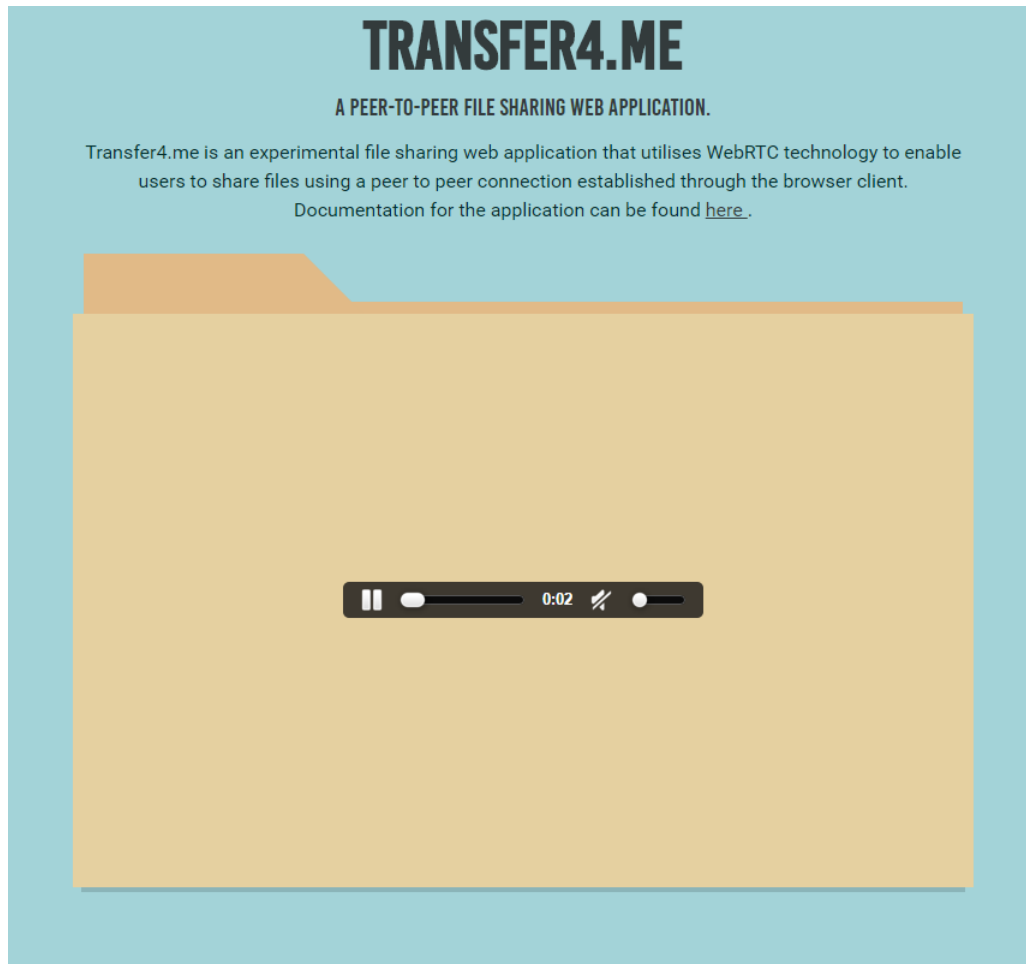 TRANSFER4.ME
A PEER-TO-PEER FILE SHARING WEB APPLICATION.
Transfer4.me is an experimental file sharing web application that utilises WebRTC technology to enable
users to share files using a peer to peer connection established through the browser client.
Documentation for the application can be found here .
0:02